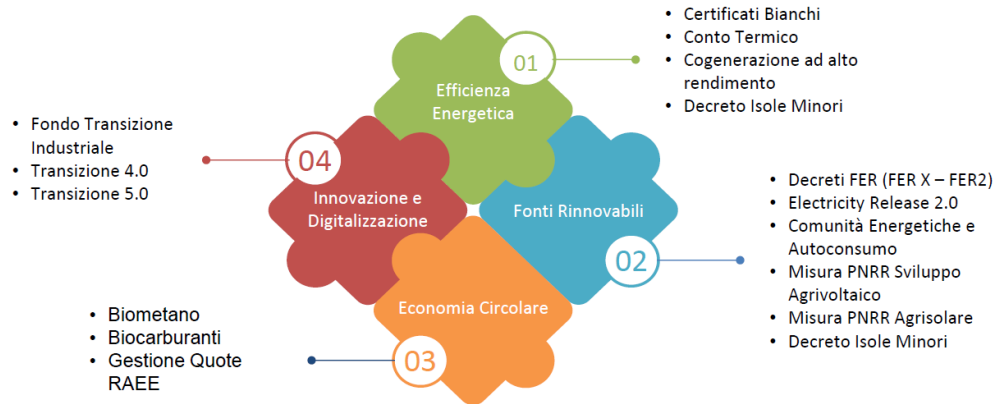 01
Efficienza
Energetica
• Certificati Bianchi
• Conto Termico
• Cogenerazione ad alto
rendimento
• Decreto Isole Minori
02
Fonti Rinnovabili
• Decreti FER (FER X – FER2)
• Electricity Release 2.0
• Comunità Energetiche e
Autoconsumo
• Misura PNRR Sviluppo
Agrivoltaico
• Misura PNRR Agrisolare
• Decreto Isole Minori
03
Economia Circolare
• Biometano
• Biocarburanti
• Gestione Quote
RAEE
04
Innovazione e
Digitalizzazione
• Fondo Transizione
Industriale
• Transizione 4.0
• Transizione 5.0